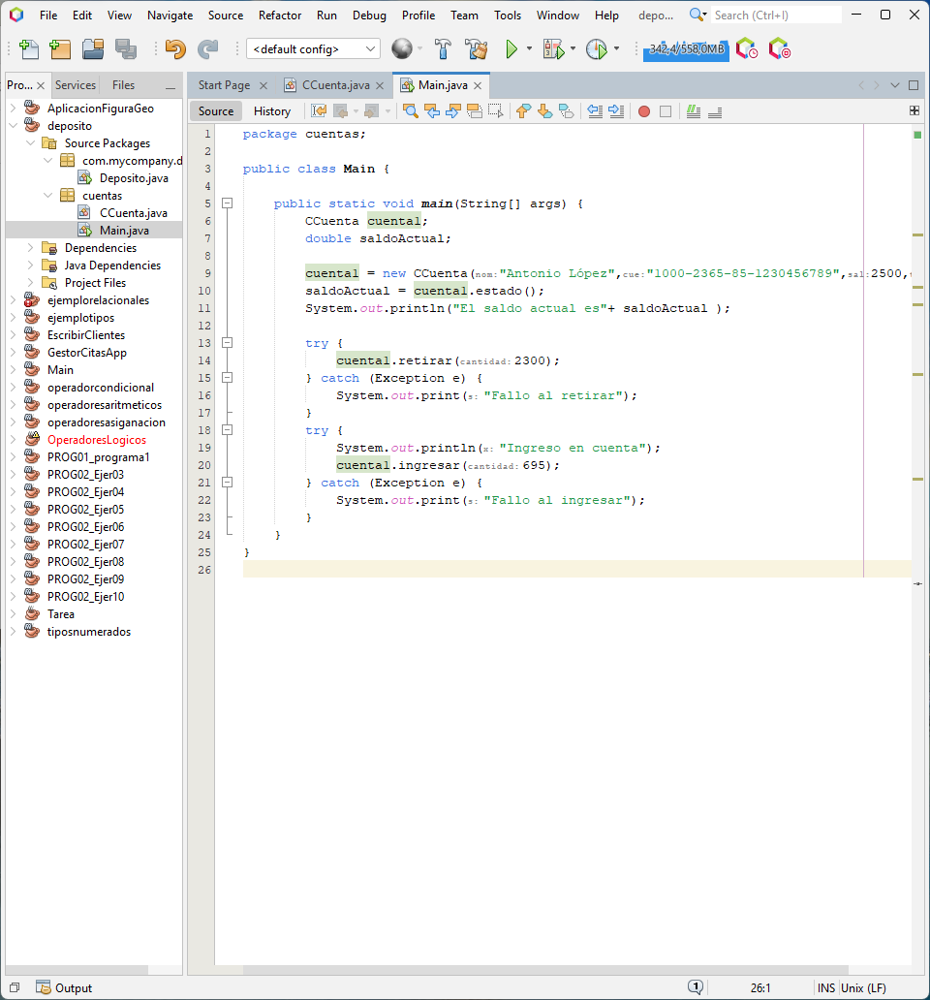 File Edit View Navigate Source Refactor Run Debug Profile Team Tools Window Help depo... Search (Ctrl+I)
<default config> 342,4/558,0MB
Pro... Services Files
Start Page CCuenta.java Main.java
Source History
AplicacionFiguraGeo
deposito
Source Packages
com.mycompany.d
Deposito.java
cuentas
CCuenta.java
Main.java
Dependencies
Java Dependencies
Project Files
ejemplorelacionales
ejemplotipos
EscribirClientes
GestorCitasApp
Main
operadorcondicional
operadoresaritmeticos
operadoresasiganacion
OperadoresLogicos
PROG01_programa1
PROG02_Ejer03
PROG02_Ejer04
PROG02_Ejer05
PROG02_Ejer06
PROG02_Ejer07
PROG02_Ejer08
PROG02_Ejer09
PROG02_Ejer10
Tarea
tiposnumerados
1 package cuentas;
2
3 public class Main {
4
5 public static void main(String[] args) {
6 CCuenta cuental;
7 double saldoActual;
8
9 cuental = new CCuenta(nom:"Antonio López",cue:"1000-2365-85-1230456789",sal:2500,
10 saldoActual = cuental.estado();
11 System.out.println("El saldo actual es"+ saldoActual );
12
13 try {
14 cuental.retirar(cantidad:2300);
15 } catch (Exception e) {
16 System.out.print(s:"Fallo al retirar");
17 }
18 try {
19 System.out.println(x:"Ingreso en cuenta");
20 cuental.ingresar(cantidad:695);
21 } catch (Exception e) {
22 System.out.print(s:"Fallo al ingresar");
23 }
24 }
25 }
26
Output 1 26:1 INS Unix (LF)